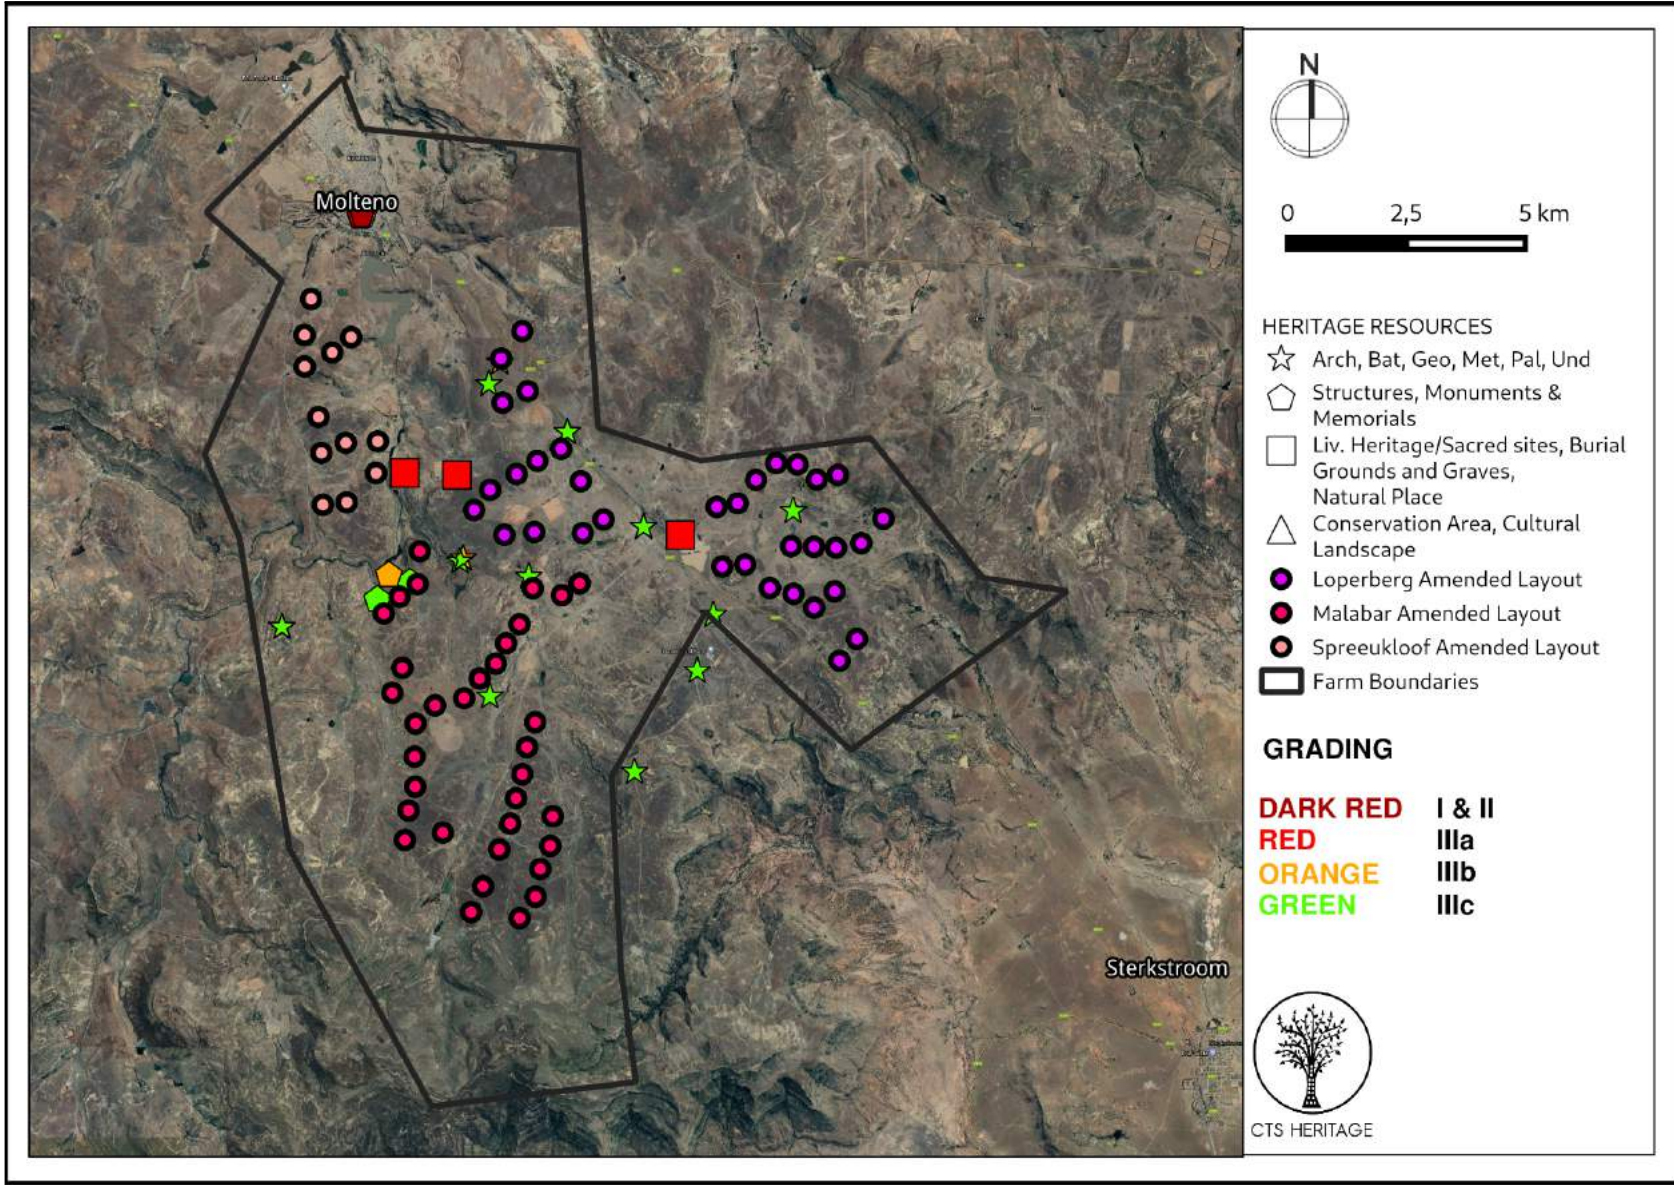 Molteno
Sterkstroom
N
0 2,5 5 km
HERITAGE RESOURCES
Arch, Bat, Geo, Met, Pal, Und
Structures, Monuments &
Memorials
Liv. Heritage/Sacred sites, Burial
Grounds and Graves,
Natural Place
Conservation Area, Cultural
Landscape
Loperberg Amended Layout
Malabar Amended Layout
Spreeukloof Amended Layout
Farm Boundaries
GRADING
DARK RED I & II
RED IIIa
ORANGE IIIb
GREEN IIIc
CTS HERITAGE